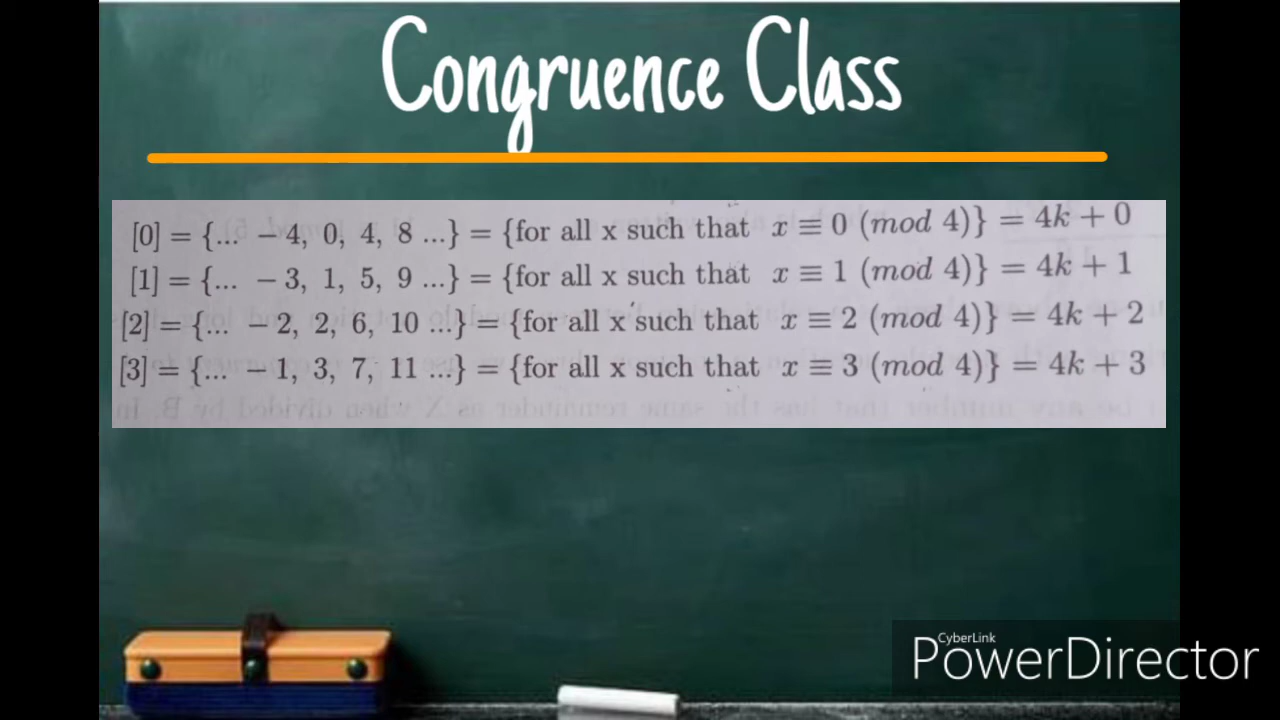 Congruence Class
[0] = {... − 4, 0, 4, 8 ...} = {for all x such that x ≡ 0 (mod 4)} = 4k + 0
[1] = {... − 3, 1, 5, 9 ...} = {for all x such that x ≡ 1 (mod 4)} = 4k + 1
[2] = {... − 2, 2, 6, 10 ...} = {for all x such that x ≡ 2 (mod 4)} = 4k + 2
[3] = {... − 1, 3, 7, 11 ...} = {for all x such that x ≡ 3 (mod 4)} = 4k + 3
CyberLink
PowerDirector